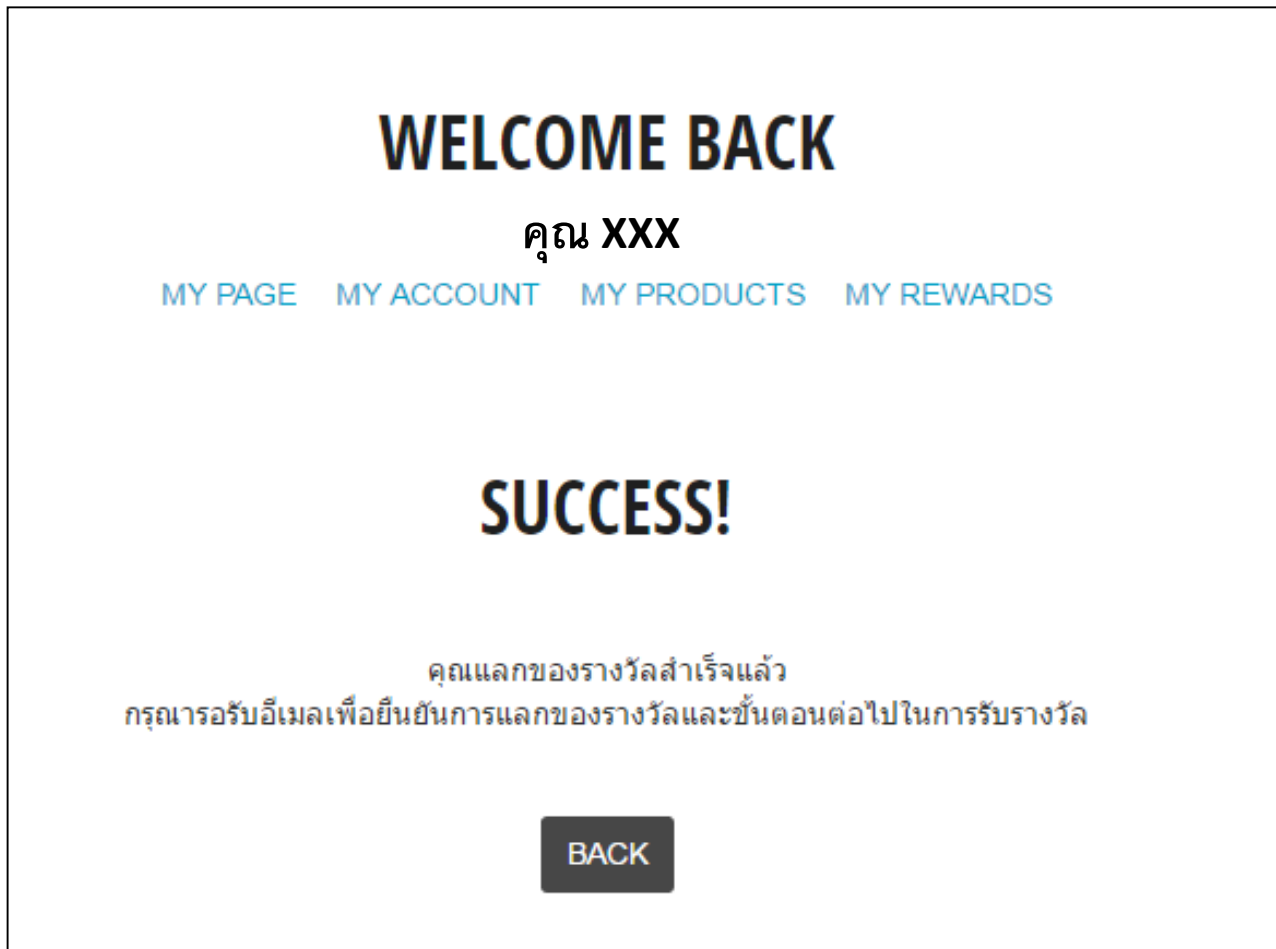 WELCOME BACK
คุณ XXX
MY PAGE MY ACCOUNT MY PRODUCTS MY REWARDS
SUCCESS!
คุณแลกของรางวัลสำเร็จแล้ว
กรุณารอรับอีเมลเพื่อยืนยันการแลกของรางวัลและขั้นตอนต่อไปในการรับรางวัล
BACK